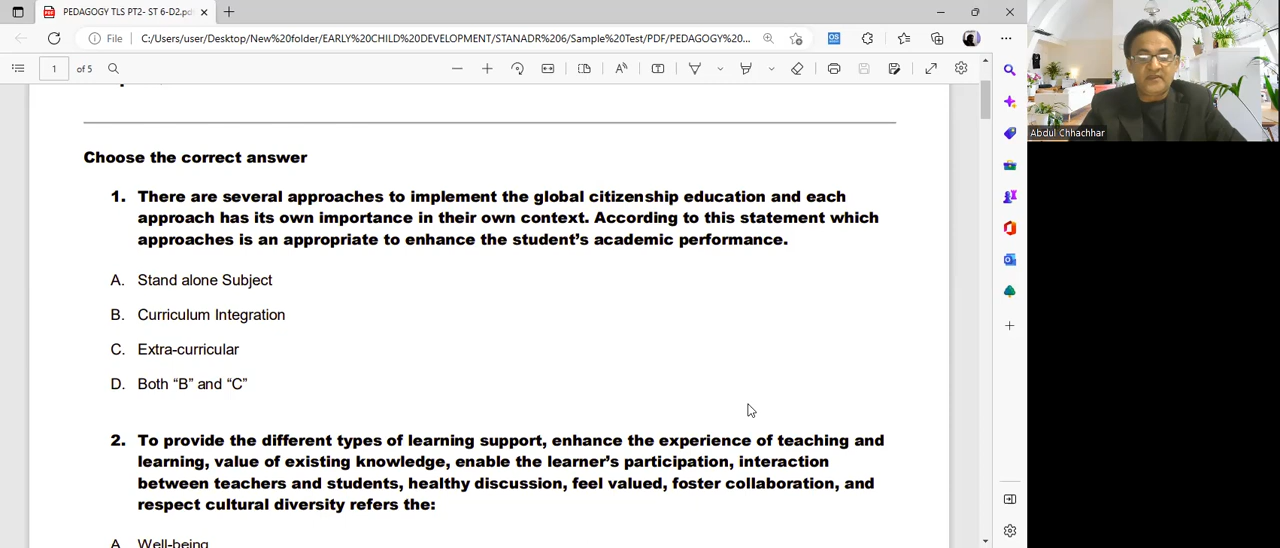 PEDAGOGY TLS PT2- ST 6-D2.pdf
File
C:/Users/user/Desktop/New%20folder/EARLY%20CHILD%20DEVELOPMENT/STANADR%206/Sample%20Test/PDF/PEDAGOGY%20...
1 of 5
Abdul Chhachhar
Choose the correct answer
1. There are several approaches to implement the global citizenship education and each
approach has its own importance in their own context. According to this statement which
approaches is an appropriate to enhance the student's academic performance.
A. Stand alone Subject
B. Curriculum Integration
C. Extra-curricular
D. Both “B” and “C”
2. To provide the different types of learning support, enhance the experience of teaching and
learning, value of existing knowledge, enable the learner's participation, interaction
between teachers and students, healthy discussion, feel valued, foster collaboration, and
respect cultural diversity refers the:
A. Well-being